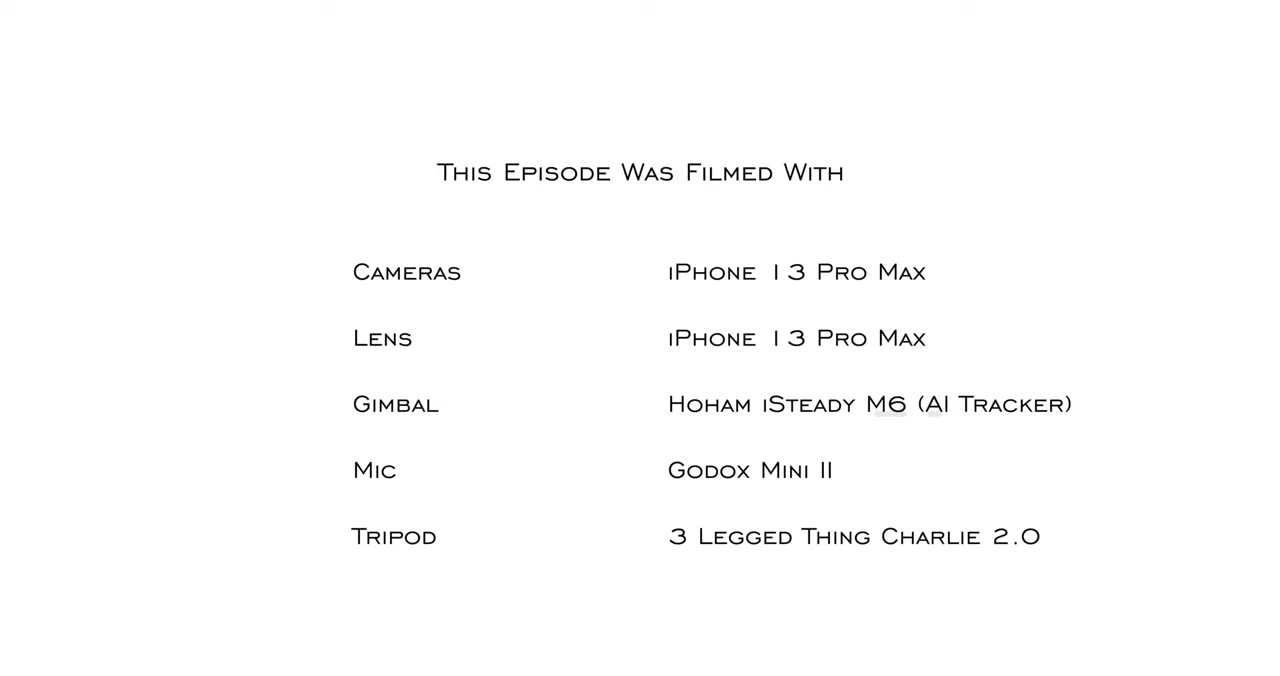 This Episode Was Filmed With
Cameras iPhone 13 Pro Max
Lens iPhone 13 Pro Max
Gimbal Hoham iSteady M6 (AI Tracker)
Mic Godox Mini II
Tripod 3 Legged Thing Charlie 2.0